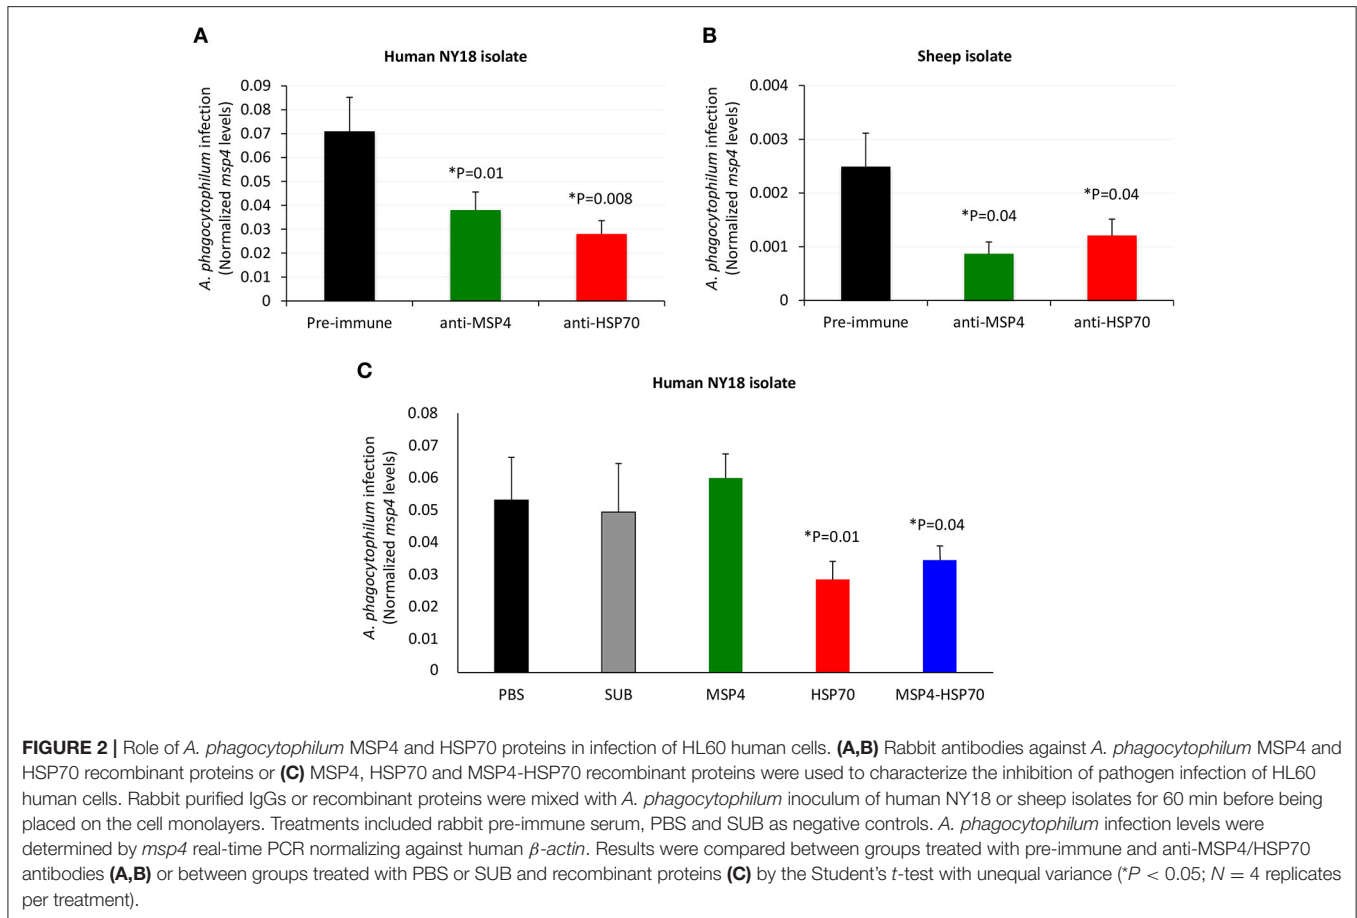 A
Human NY18 isolate
A. phagocytophilum infection
(Normalized msp4 levels)
0.09
0.08
0.07
0.06
0.05
0.04
0.03
0.02
0.01
0
*P=0.01
*P=0.008
Pre-immune anti-MSP4 anti-HSP70
B
Sheep isolate
A. phagocytophilum infection
(Normalized msp4 levels)
0.004
0.003
0.002
0.001
0
*P=0.04
*P=0.04
Pre-immune anti-MSP4 anti-HSP70
C
Human NY18 isolate
A. phagocytophilum infection
(Normalized msp4 levels)
0.08
0.07
0.06
0.05
0.04
0.03
0.02
0.01
0
*P=0.01
*P=0.04
PBS SUB MSP4 HSP70 MSP4-HSP70
FIGURE 2 | Role of A. phagocytophilum MSP4 and HSP70 proteins in infection of HL60 human cells. (A,B) Rabbit antibodies against A. phagocytophilum MSP4 and
HSP70 recombinant proteins or (C) MSP4, HSP70 and MSP4-HSP70 recombinant proteins were used to characterize the inhibition of pathogen infection of HL60
human cells. Rabbit purified IgGs or recombinant proteins were mixed with A. phagocytophilum inoculum of human NY18 or sheep isolates for 60 min before being
placed on the cell monolayers. Treatments included rabbit pre-immune serum, PBS and SUB as negative controls. A. phagocytophilum infection levels were
determined by msp4 real-time PCR normalizing against human β-actin. Results were compared between groups treated with pre-immune and anti-MSP4/HSP70
antibodies (A,B) or between groups treated with PBS or SUB and recombinant proteins (C) by the Student's t-test with unequal variance (*P < 0.05; N = 4 replicates
per treatment).